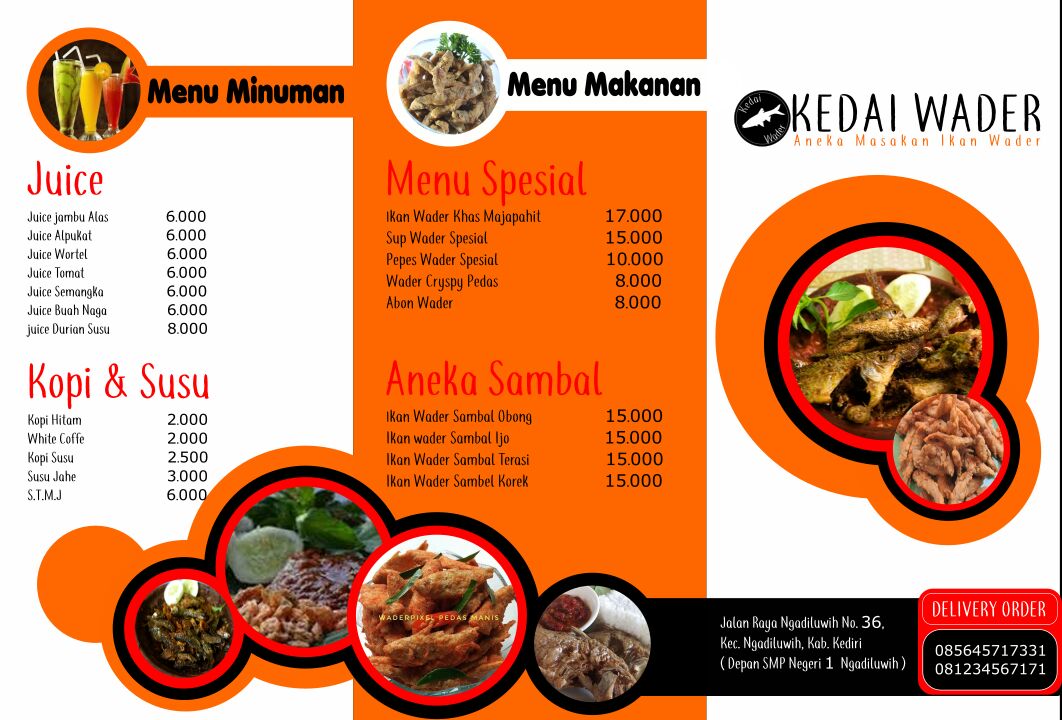 Menu Minuman
Juice
Juice jambu Alas 6.000
Juice Alpukat 6.000
Juice Wortel 6.000
Juice Tomat 6.000
Juice Semangka 6.000
Juice Buah Naga 6.000
juice Durian Susu 8.000
Kopi & Susu
Kopi Hitam 2.000
White Coffe 2.000
Kopi Susu 2.500
Susu Jahe 3.000
S.T.M.J 6.000
Menu Makanan
Menu Spesial
Ikan Wader Khas Majapahit 17.000
Sup Wader Spesial 15.000
Pepes Wader Spesial 10.000
Wader Cryspy Pedas 8.000
Abon Wader 8.000
Aneka Sambal
Ikan Wader Sambal Obong 15.000
Ikan wader Sambal Ijo 15.000
Ikan Wader Sambal Terasi 15.000
Ikan Wader Sambel Korek 15.000
WADERPIXEL PEDAS MANIS
Kedai
Wader
KEDAI WADER
Aneka Masakan Ikan Wader
Jalan Raya Ngadiluwih No. 36,
Kec. Ngadiluwih, Kab. Kediri
( Depan SMP Negeri 1 Ngadiluwih )
DELIVERY ORDER
085645717331
081234567171